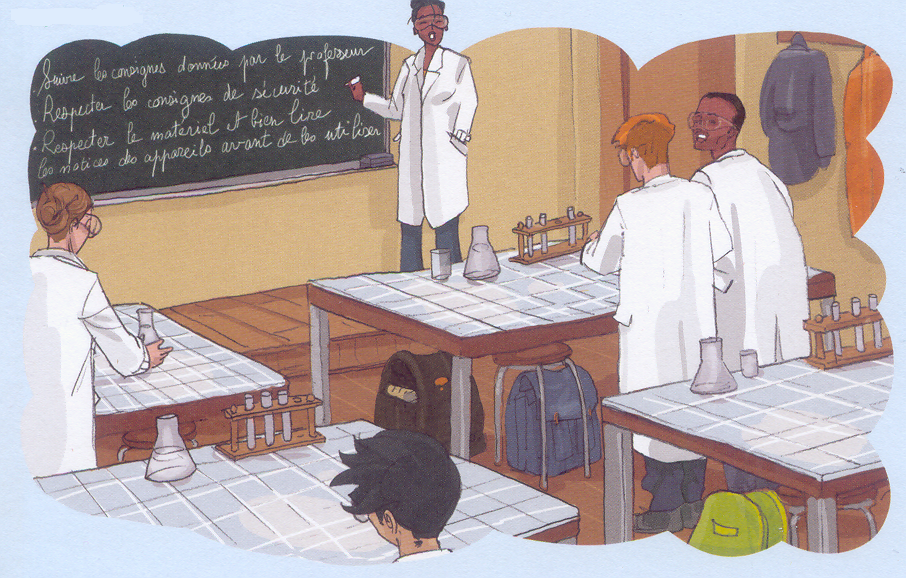 . Suivre les consignes données par le professeur
. Respecter les consignes de sécurité
. Respecter le matériel et bien lire
les notices des appareils avant de les utiliser